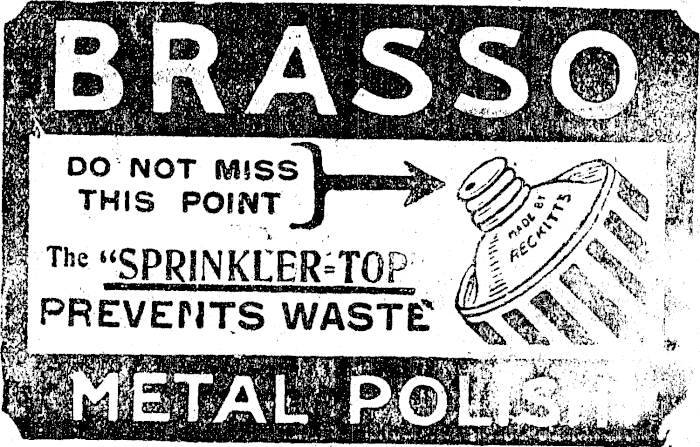 BRASSO
DO NOT MISS
THIS POINT
The "SPRINKLER=TOP
PREVENTS WASTE
MADE BY
RECKITTS
METAL POLISH